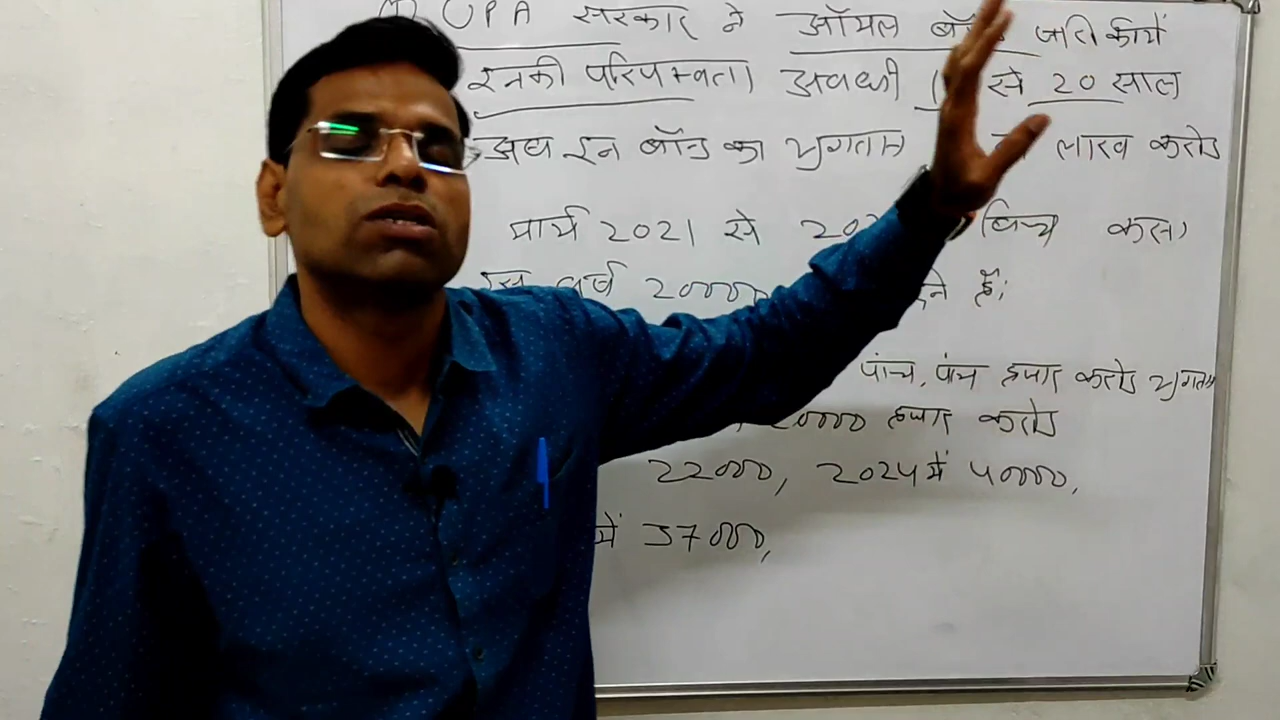 UPA सरकार ने ऑयल जारी कीयें
इनकी परिपक्वता अवधी से 20 साल
अब इन बॉन्ड का भुगतान लाख करोड
मार्च 2021 से बिच करना
इस वर्ष 20000 देने हैं;
पांच, पांच हजार करोड भुगतान
20000 हजार करोड
22000, 2024 में 40000,
में 37000,